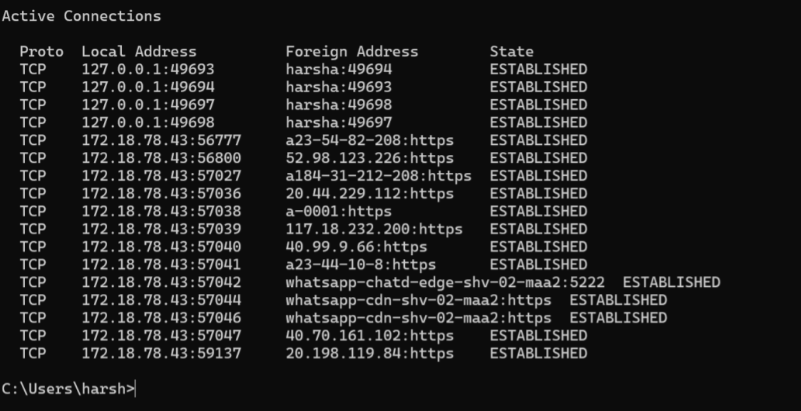 Active Connections
Proto Local Address Foreign Address State
TCP 127.0.0.1:49693 harsha:49694 ESTABLISHED
TCP 127.0.0.1:49694 harsha:49693 ESTABLISHED
TCP 127.0.0.1:49697 harsha:49698 ESTABLISHED
TCP 127.0.0.1:49698 harsha:49697 ESTABLISHED
TCP 172.18.78.43:56777 a23-54-82-208:https ESTABLISHED
TCP 172.18.78.43:56800 52.98.123.226:https ESTABLISHED
TCP 172.18.78.43:57027 a184-31-212-208:https ESTABLISHED
TCP 172.18.78.43:57036 20.44.229.112:https ESTABLISHED
TCP 172.18.78.43:57038 a-0001:https ESTABLISHED
TCP 172.18.78.43:57039 117.18.232.200:https ESTABLISHED
TCP 172.18.78.43:57040 40.99.9.66:https ESTABLISHED
TCP 172.18.78.43:57041 a23-44-10-8:https ESTABLISHED
TCP 172.18.78.43:57042 whatsapp-chatd-edge-shv-02-maa2:5222 ESTABLISHED
TCP 172.18.78.43:57044 whatsapp-cdn-shv-02-maa2:https ESTABLISHED
TCP 172.18.78.43:57046 whatsapp-cdn-shv-02-maa2:https ESTABLISHED
TCP 172.18.78.43:57047 40.70.161.102:https ESTABLISHED
TCP 172.18.78.43:59137 20.198.119.84:https ESTABLISHED
C:\Users\harsh>